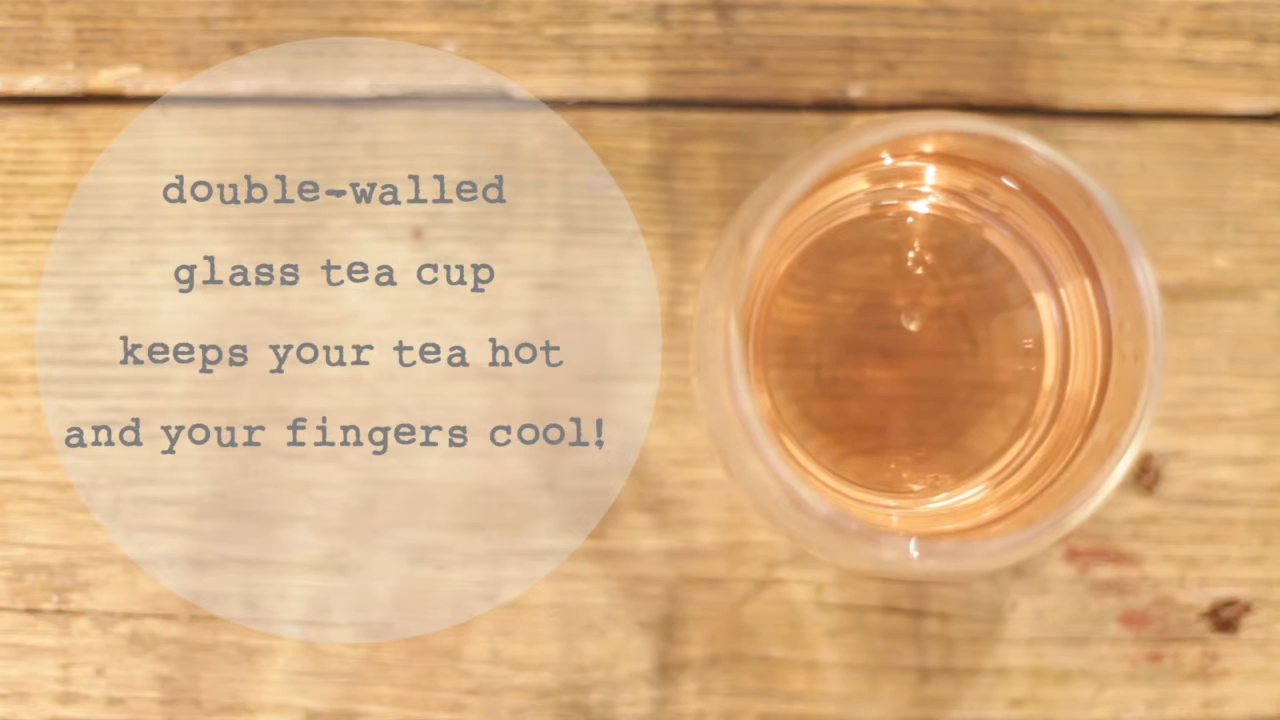 double-walled
glass tea cup
keeps your tea hot
and your fingers cool!